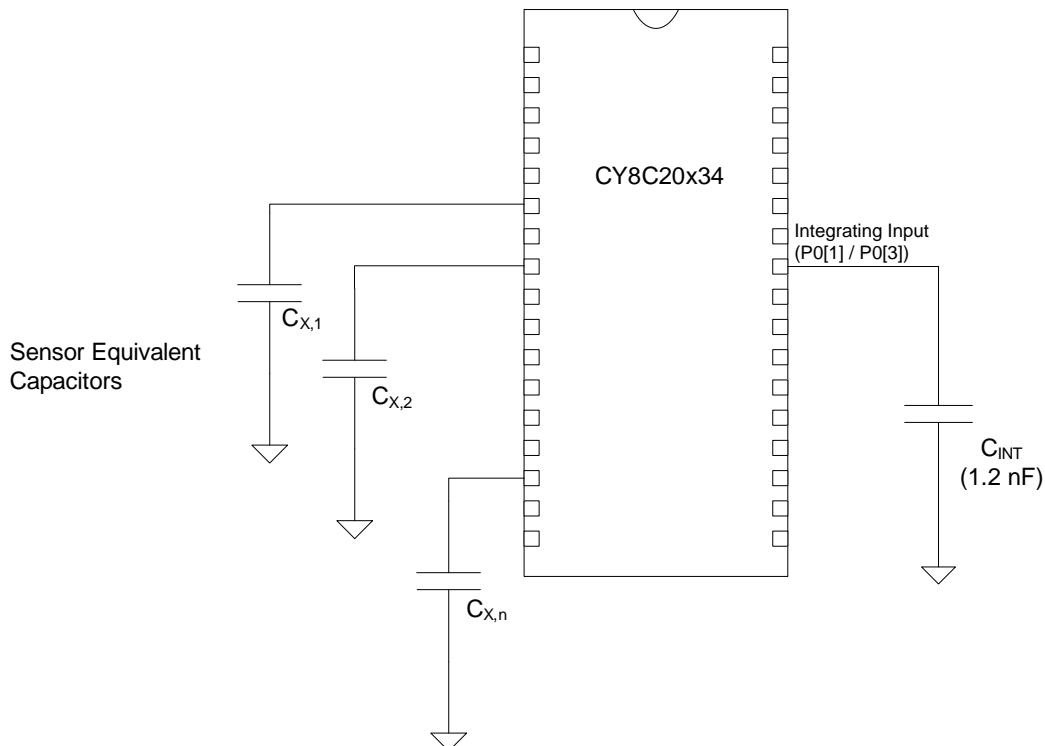 CY8C20x34
Integrating Input
(P0[1] / P0[3])
CX,1
Sensor Equivalent
Capacitors
CX,2
CINT
(1.2 nF)
CX,n